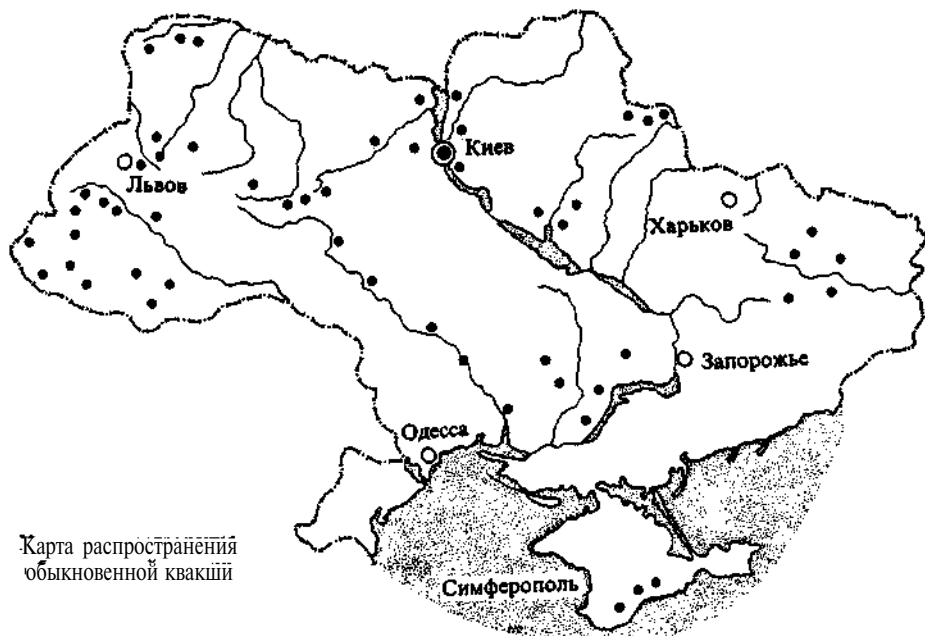 Киев
Львов
Харьков
Запорожье
Одесса
Симферополь
Карта распространения
обыкновенной квакши